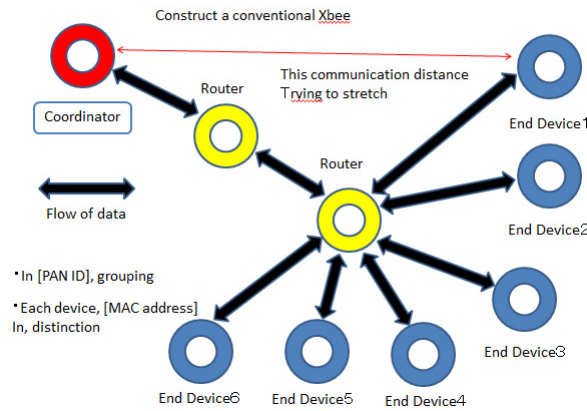 Construct a conventional Xbee
Router
This communication distance
Trying to stretch
Coordinator
End Device1
Router
Flow of data
End Device2
・In [PAN ID], grouping
・Each device, [MAC address]
In, distinction
End Device3
End Device6
End Device5
End Device4